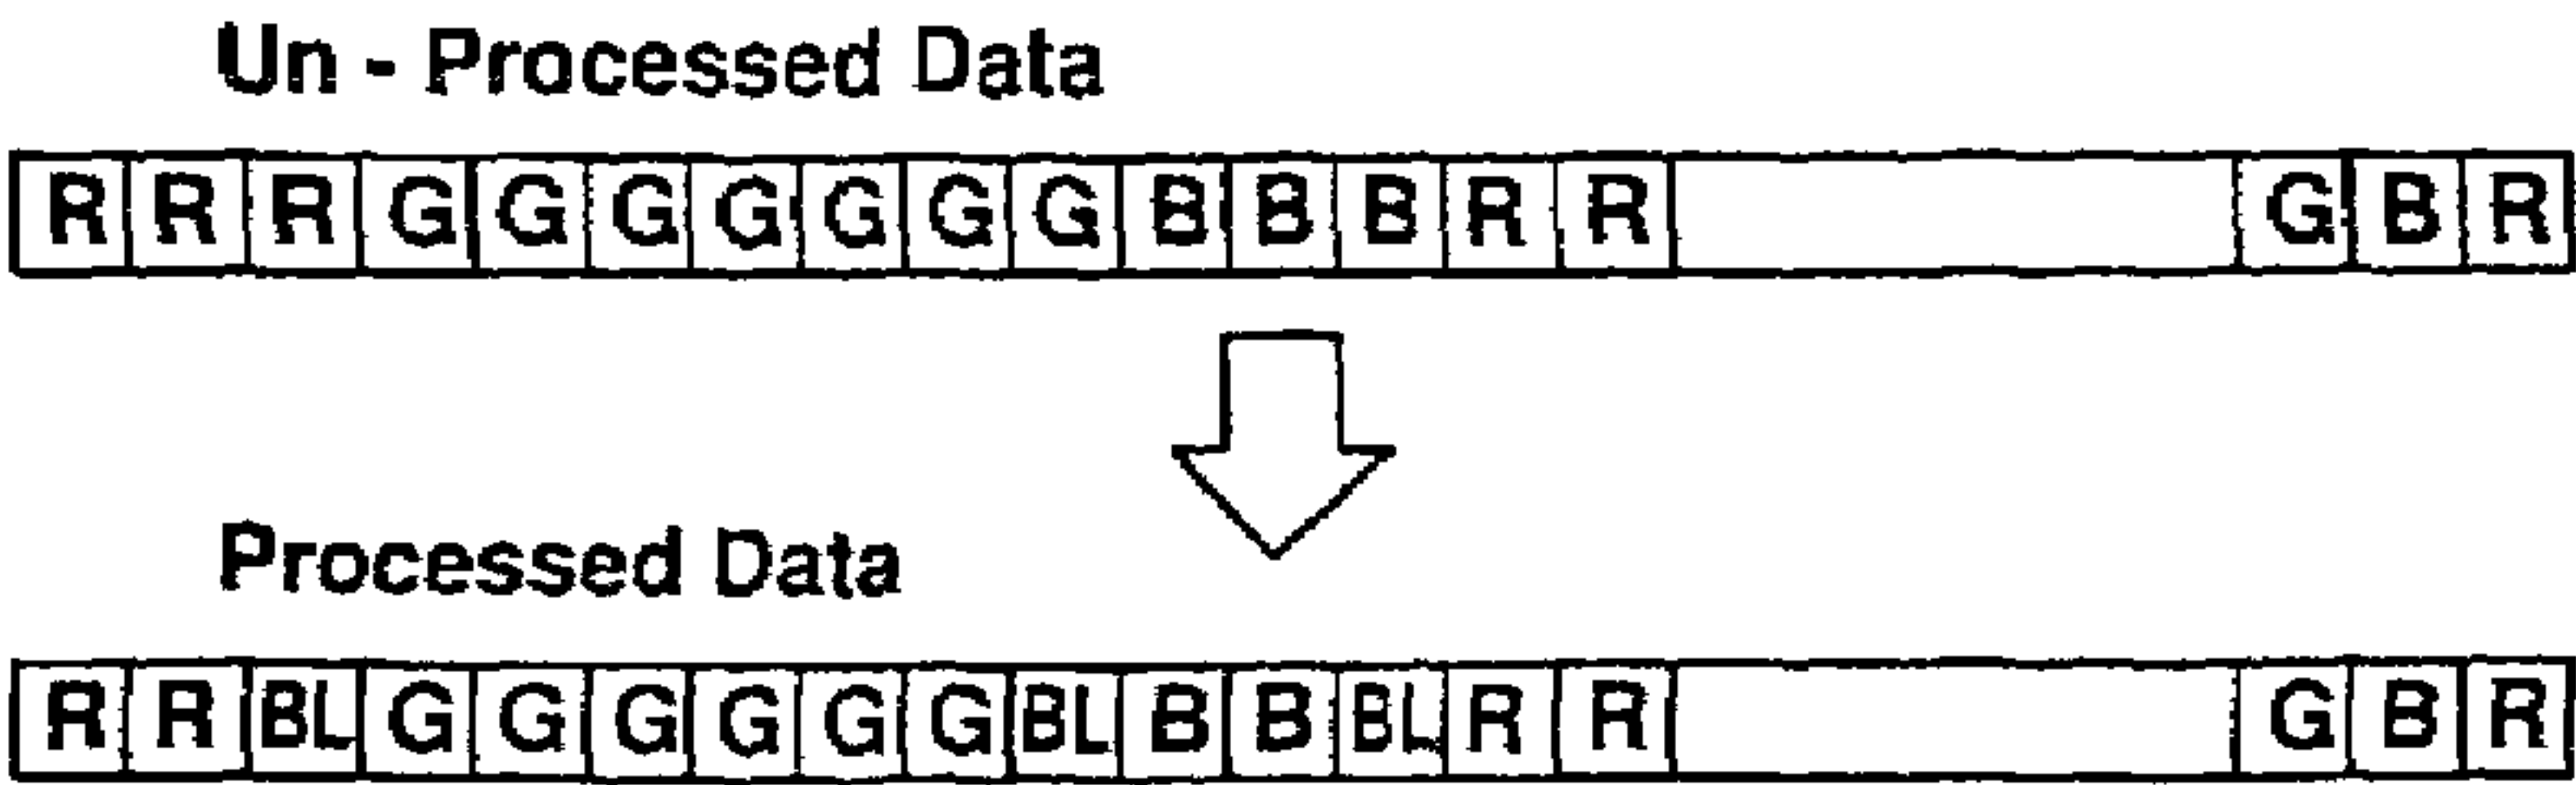 Un - Processed Data
R R R G G G G G G G B B B R R G B R
Processed Data
R R BL G G G G G G BL B B BL R R G B R